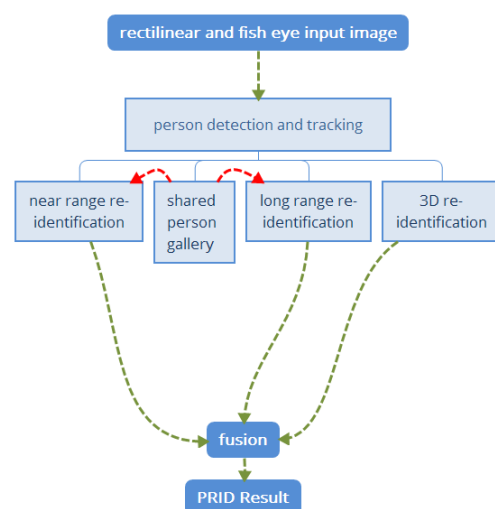 rectilinear and fish eye input image
person detection and tracking
near range re-
identification
shared
person
gallery
long range re-
identification
3D re-
identification
fusion
PRID Result